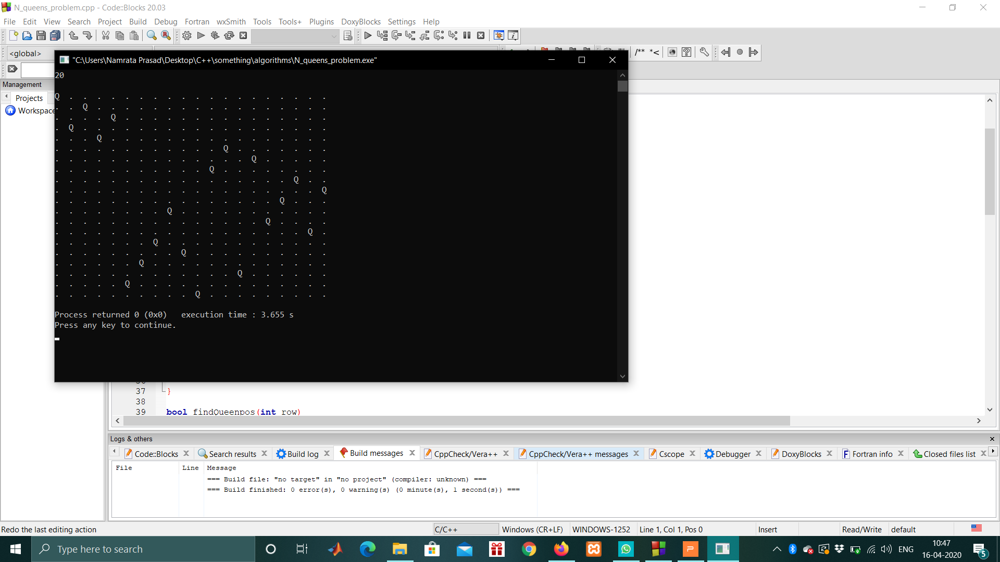 N_queens_problem.cpp - Code::Blocks 20.03
File Edit View Search Project Build Debug Fortran wxSmith Tools Tools+ Plugins DoxyBlocks Settings Help
<global>
/** *<
"C:\Users\Namrata Prasad\Desktop\C++\something\algorithms\N_queens_problem.exe"
Management
Projects
Workspace
20
Q . . . . . . . . . . . . . . . . . . .
. . Q . . . . . . . . . . . . . . . . .
. . . . Q . . . . . . . . . . . . . . .
. Q . . . . . . . . . . . . . . . . . .
. . . Q . . . . . . . . . . . . . . . .
. . . . . . . . . . . . Q . . . . . . .
. . . . . . . . . . . . . . Q . . . . .
. . . . . . . . . . . Q . . . . . . . .
. . . . . . . . . . . . . . . . . Q . .
. . . . . . . . . . . . . . . . . . . Q
. . . . . . . . . . . . . . . . Q . . .
. . . . . . . . Q . . . . . . . . . . .
. . . . . . . . . . . . . . . Q . . . .
. . . . . . . . . . . . . . . . . . Q .
. . . . . . . Q . . . . . . . . . . . .
. . . . . . . . . Q . . . . . . . . . .
. . . . . . Q . . . . . . . . . . . . .
. . . . . . . . . . . . . Q . . . . . .
. . . . . Q . . . . . . . . . . . . . .
. . . . . . . . . . Q . . . . . . . . .
Process returned 0 (0x0)   execution time : 3.655 s
Press any key to continue.
37 }
38
39 bool findQueenpos(int row)
Logs & others
Code::Blocks Search results Build log Build messages CppCheck/Vera++ CppCheck/Vera++ messages Cscope Debugger DoxyBlocks Fortran info Closed files list
File Line Message
=== Build file: "no target" in "no project" (compiler: unknown) ===
=== Build finished: 0 error(s), 0 warning(s) (0 minute(s), 1 second(s)) ===
Redo the last editing action C/C++ Windows (CR+LF) WINDOWS-1252 Line 1, Col 1, Pos 0 Insert Read/Write default
Type here to search
ENG
10:47
16-04-2020
5